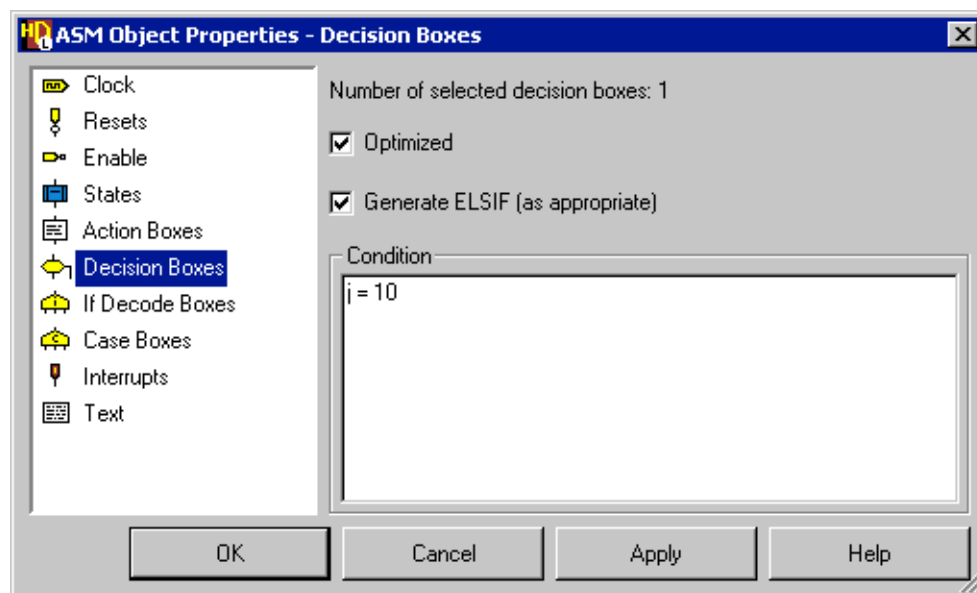 ASM Object Properties - Decision Boxes
Clock
Resets
Enable
States
Action Boxes
Decision Boxes
If Decode Boxes
Case Boxes
Interrupts
Text
Number of selected decision boxes: 1
Optimized
Generate ELSIF (as appropriate)
Condition
j = 10
OK
Cancel
Apply
Help